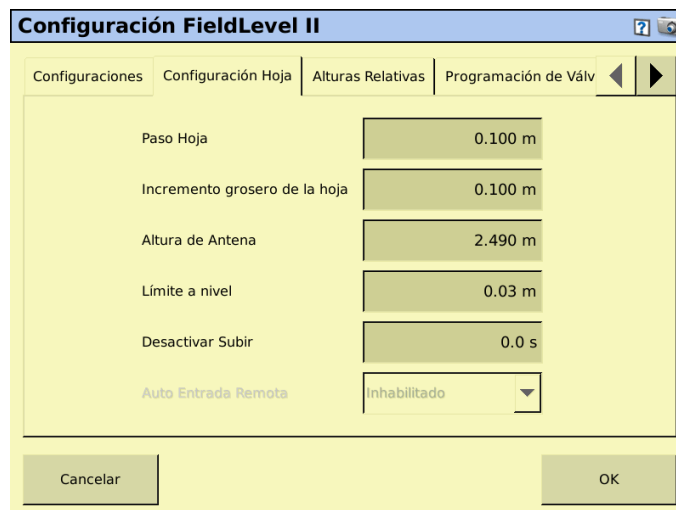 Configuración FieldLevel II
?
Configuraciones
Configuración Hoja
Alturas Relativas
Programación de Válv
Paso Hoja
0.100 m
Incremento grosero de la hoja
0.100 m
Altura de Antena
2.490 m
Límite a nivel
0.03 m
Desactivar Subir
0.0 s
Auto Entrada Remota
Inhabilitado
Cancelar
OK